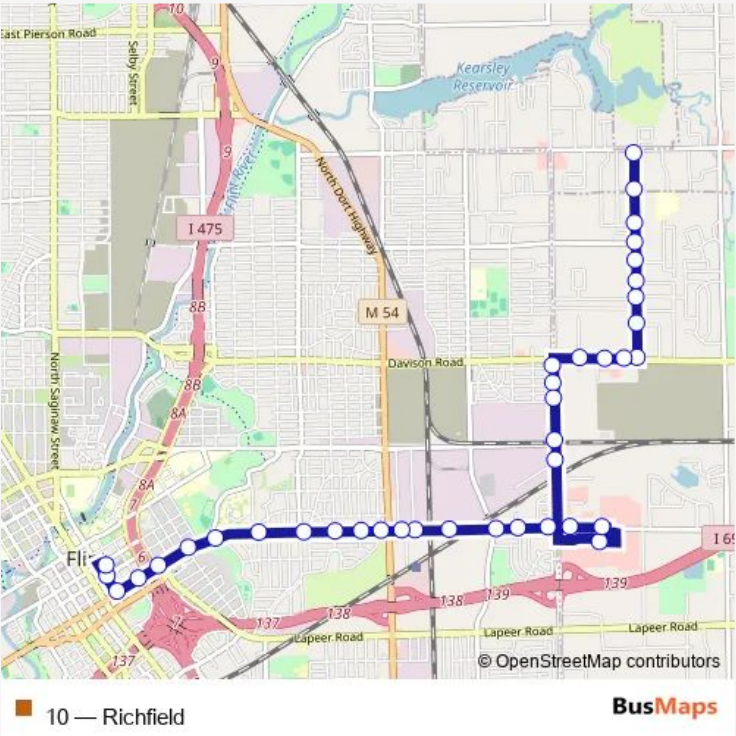 10
East Pierson Road
Selby Street
9
Kearsley
Reservoir
9
Flint River
North Dort Highway
I 475
8B
M 54
Davison Road
8B
8A
North Saginaw Street
8A
7
6
Fli
I 69
139
139
138
138
137
7
Lapeer Road
Lapeer Road
Lapeer Road
137
© OpenStreetMap contributors
10 — Richfield
BusMaps